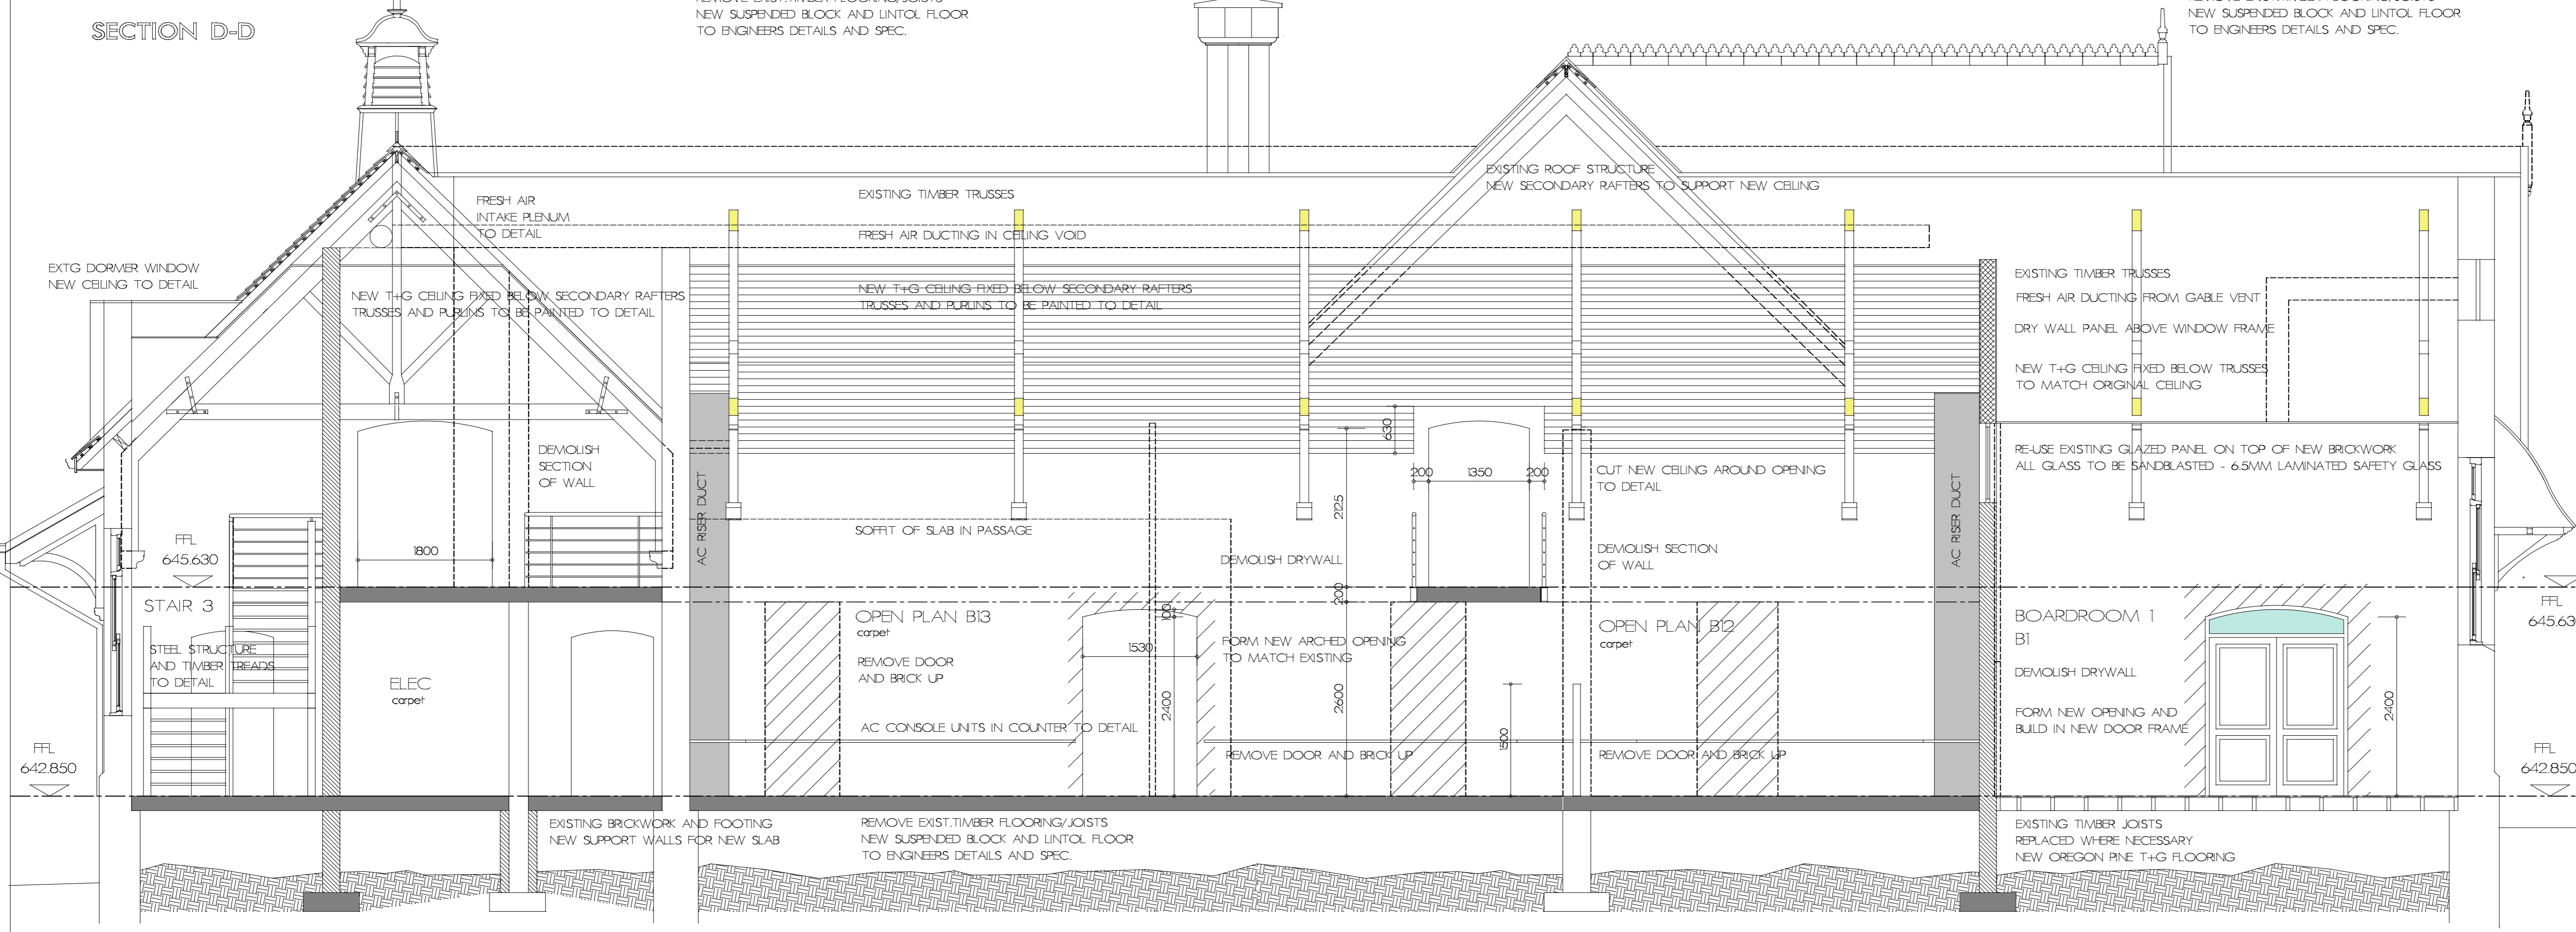 SECTION D-D
NEW SUSPENDED BLOCK AND LINTOL FLOOR
TO ENGINEERS DETAILS AND SPEC.
NEW SUSPENDED BLOCK AND LINTOL FLOOR
TO ENGINEERS DETAILS AND SPEC.
EXISTING ROOF STRUCTURE
NEW SECONDARY RAFTERS TO SUPPORT NEW CEILING
FRESH AIR
INTAKE PLENUM
TO DETAIL
EXISTING TIMBER TRUSSES
FRESH AIR DUCTING IN CEILING VOID
EXTG DORMER WINDOW
NEW CEILING TO DETAIL
NEW T+G CEILING FIXED BELOW SECONDARY RAFTERS
TRUSSES AND PURLINS TO BE PAINTED TO DETAIL
NEW T+G CEILING FIXED BELOW SECONDARY RAFTERS
TRUSSES AND PURLINS TO BE PAINTED TO DETAIL
EXISTING TIMBER TRUSSES
FRESH AIR DUCTING FROM GABLE VENT
DRY WALL PANEL ABOVE WINDOW FRAME
NEW T+G CEILING FIXED BELOW TRUSSES
TO MATCH ORIGINAL CEILING
DEMOLISH
SECTION
OF WALL
630
200
1350
200
CUT NEW CEILING AROUND OPENING
TO DETAIL
RE-USE EXISTING GLAZED PANEL ON TOP OF NEW BRICKWORK
ALL GLASS TO BE SANDBLASTED - 6.5MM LAMINATED SAFETY GLASS
AC RISER DUCT
2125
AC RISER DUCT
SOFFIT OF SLAB IN PASSAGE
FFL
645.630
1800
DEMOLISH DRYWALL
DEMOLISH SECTION
OF WALL
200
STAIR 3
STEEL STRUCTURE
AND TIMBER TREADS
TO DETAIL
ELEC
carpet
OPEN PLAN B13
carpet
REMOVE DOOR
AND BRICK UP
100
1530
2400
FORM NEW ARCHED OPENING
TO MATCH EXISTING
2600
OPEN PLAN B12
carpet
BOARDROOM 1
B1
DEMOLISH DRYWALL
FORM NEW OPENING AND
BUILD IN NEW DOOR FRAME
2400
FFL
645.63
AC CONSOLE UNITS IN COUNTER TO DETAIL
REMOVE DOOR AND BRICK UP
1500
REMOVE DOOR AND BRICK UP
FFL
642.850
FFL
642.850
EXISTING BRICKWORK AND FOOTING
NEW SUPPORT WALLS FOR NEW SLAB
REMOVE EXIST.TIMBER FLOORING/JOISTS
NEW SUSPENDED BLOCK AND LINTOL FLOOR
TO ENGINEERS DETAILS AND SPEC.
EXISTING TIMBER JOISTS
REPLACED WHERE NECESSARY
NEW OREGON PINE T+G FLOORING